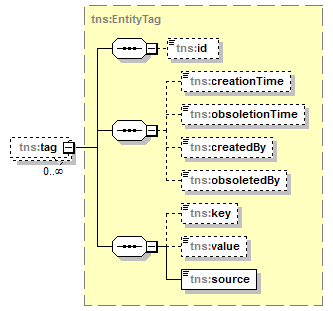 tns:EntityTag
tns:id
tns:creationTime
tns:obsoletionTime
tns:tag
0..∞
tns:createdBy
tns:obsoletedBy
tns:key
tns:value
tns:source